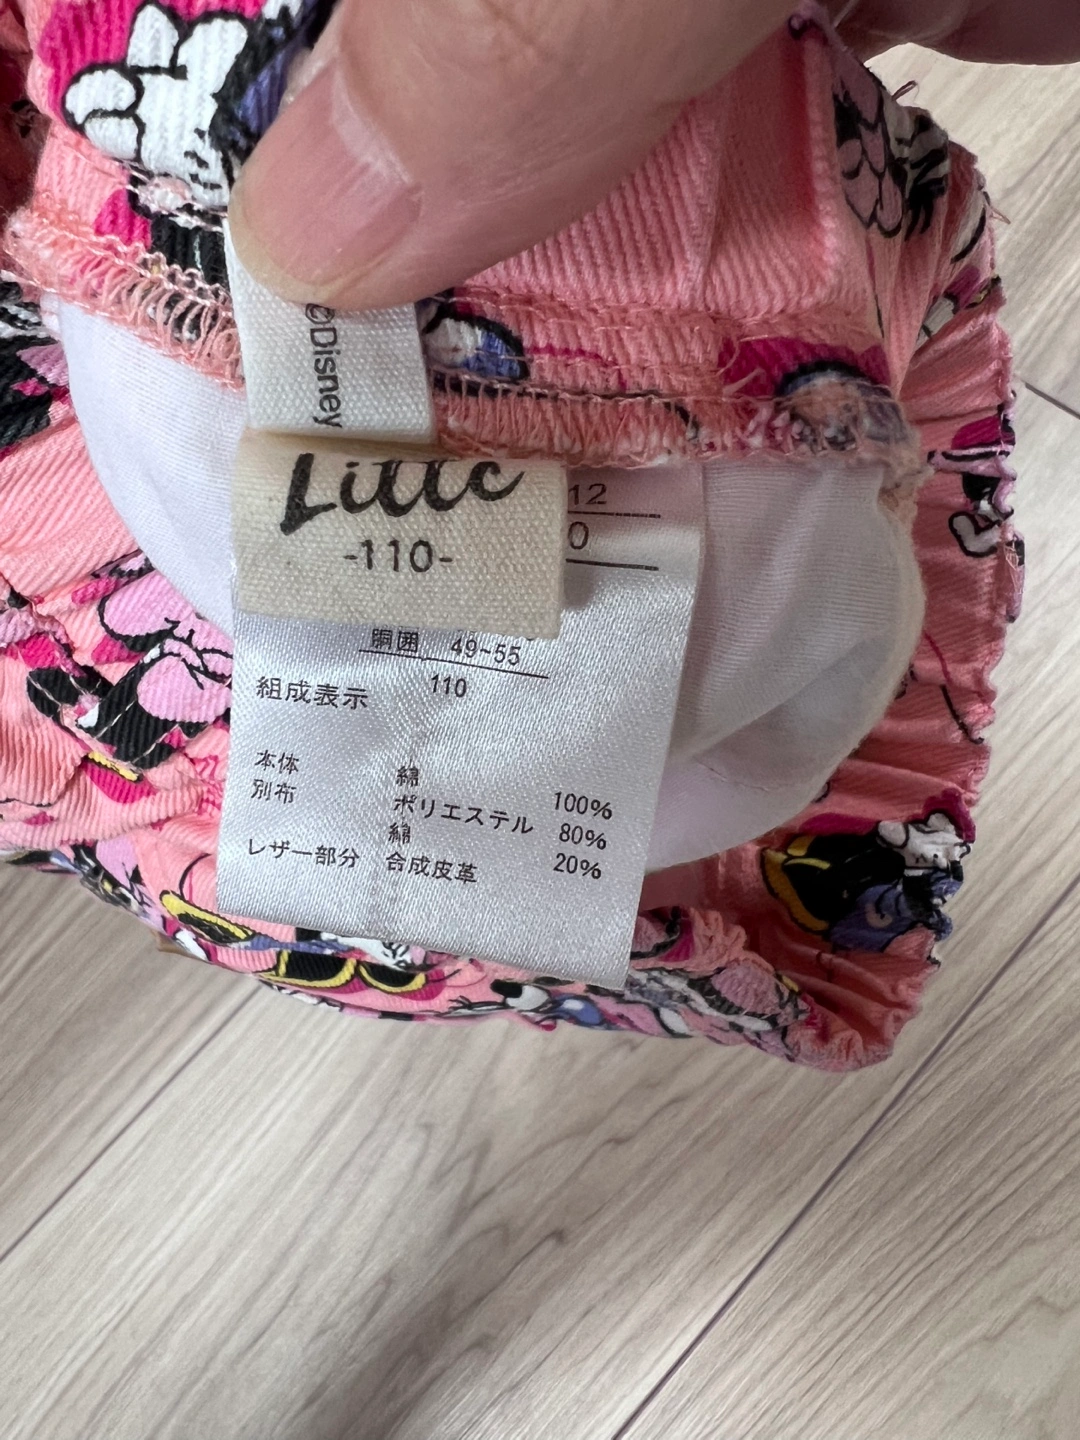 ©Disney
-110-
12
0
胴囲 49~55
110
組成表示
本体 綿 100%
別布 ポリエステル 80%
綿 20%
レザー部分 合成皮革